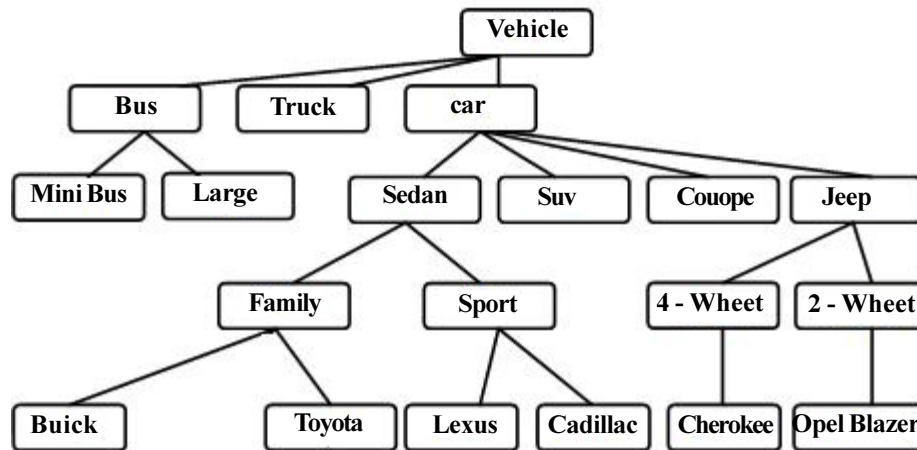 Vehicle
Bus
Truck
car
Mini Bus
Large
Sedan
Suv
Couope
Jeep
Family
Sport
4 - Wheet
2 - Wheet
Buick
Toyota
Lexus
Cadillac
Cherokee
Opel Blazer